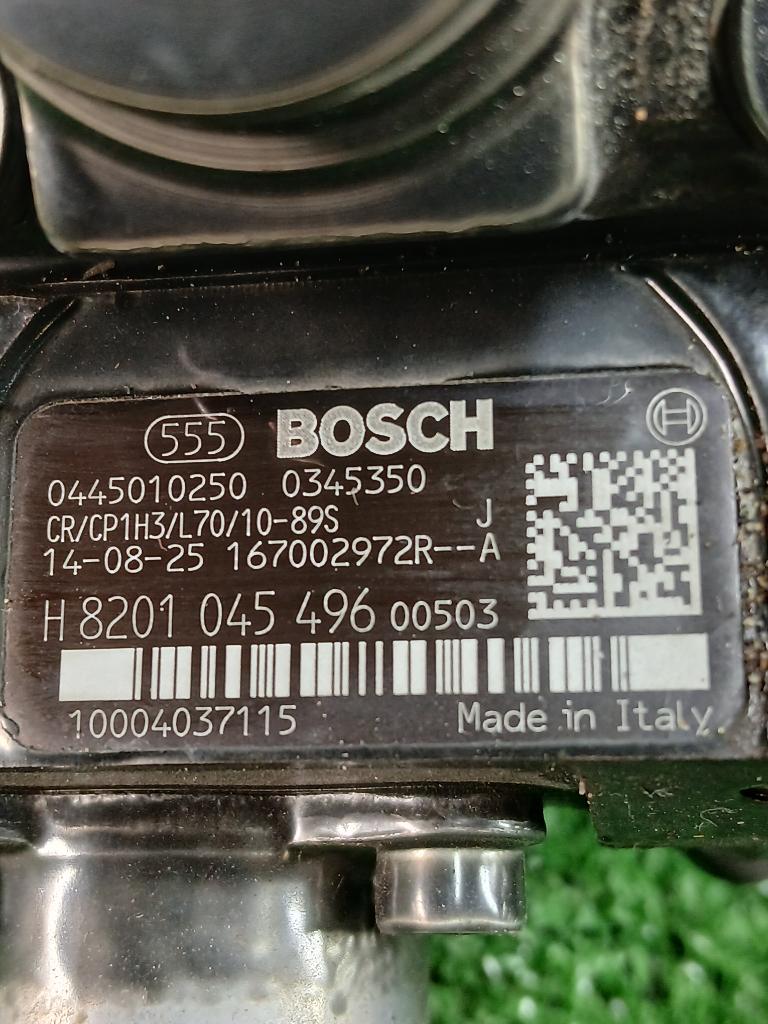 555 BOSCH
0445010250 0345350
CR/CP1H3/L70/10-89S J
14-08-25 167002972R--A
H 8201 045 496 00503
10004037115 Made in Italy